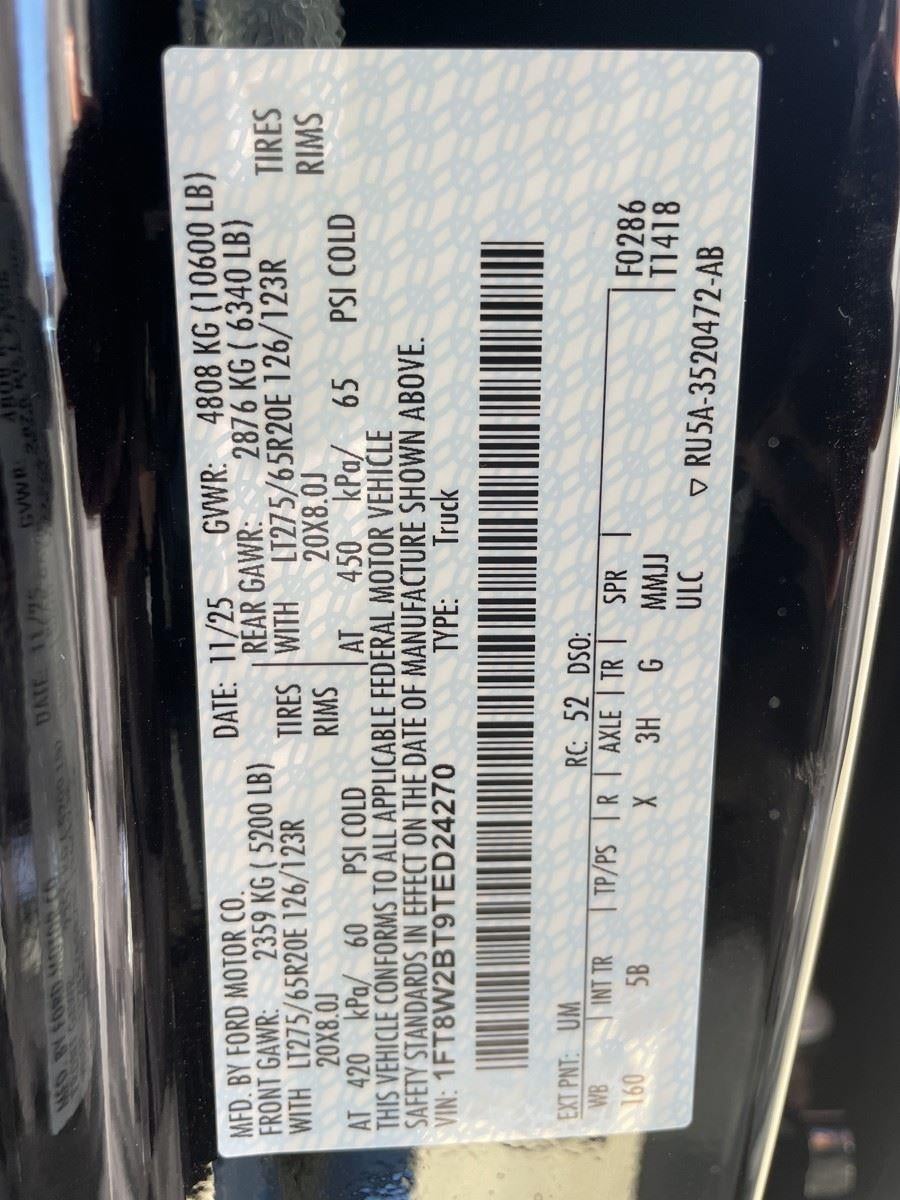 MFD. BY FORD MOTOR CO. DATE: 11/25 GVWR: 4808 KG (10600 LB)
FRONT GAWR: 2359 KG ( 5200 LB) REAR GAWR: 2876 KG ( 6340 LB)
WITH LT275/65R20E 126/123R TIRES WITH LT275/65R20E 126/123R TIRES
20X8.0J RIMS 20X8.0J RIMS
AT 420 kPa/ 60 PSI COLD AT 450 kPa/ 65 PSI COLD
THIS VEHICLE CONFORMS TO ALL APPLICABLE FEDERAL MOTOR VEHICLE
SAFETY STANDARDS IN EFFECT ON THE DATE OF MANUFACTURE SHOWN ABOVE.
VIN: 1FT8W2BT9TED24270 TYPE: Truck
EXT PNT: UM RC: 52 DSO:
WB | INT TR | TP/PS | R | AXLE | TR | SPR | F0286
160 5B X 3H G MMJJ T1418
ULC ▽ RU5A-3520472-AB